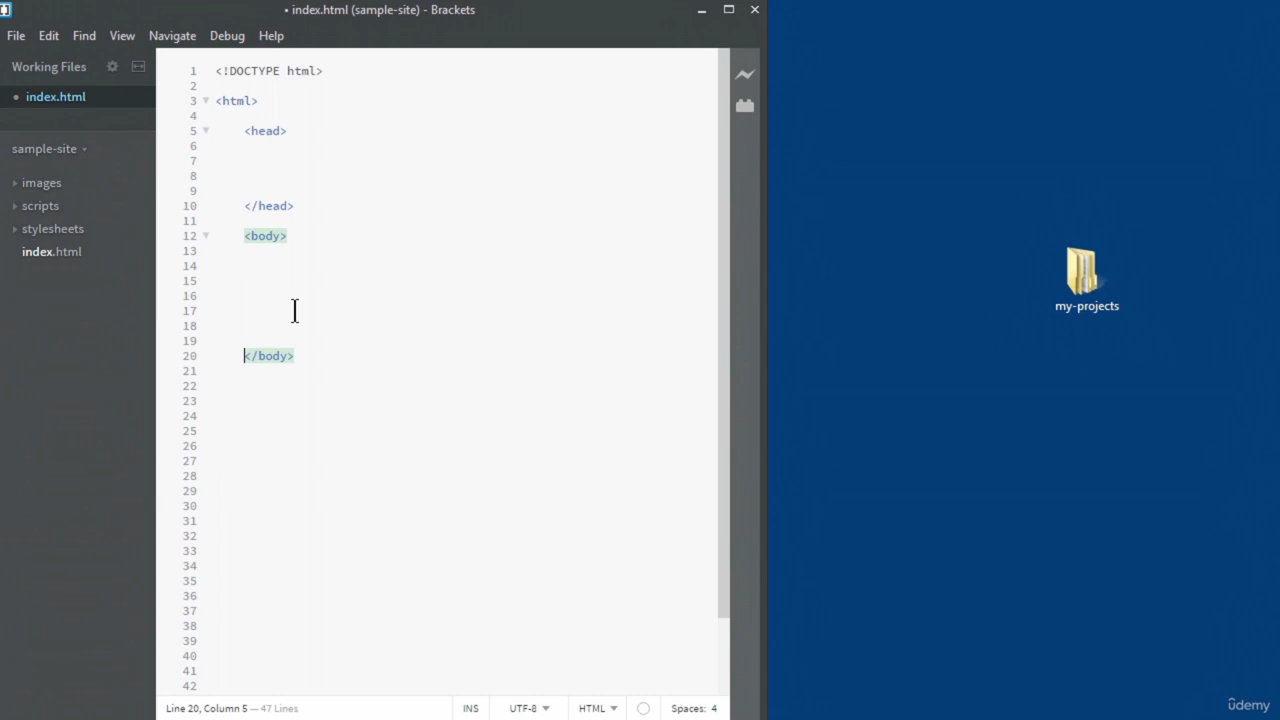 • index.html (sample-site) - Brackets
File Edit Find View Navigate Debug Help
Working Files
index.html
sample-site
images
scripts
stylesheets
index.html
1 <!DOCTYPE html>
2
3 <html>
4
5 <head>
6
7
8
9
10 </head>
11
12 <body>
13
14
15
16
17
18
19
20 </body>
21
22
23
24
25
26
27
28
29
30
31
32
33
34
35
36
37
38
39
40
41
42
Line 20, Column 5 — 47 Lines INS UTF-8 HTML Spaces: 4
my-projects
ûdemy